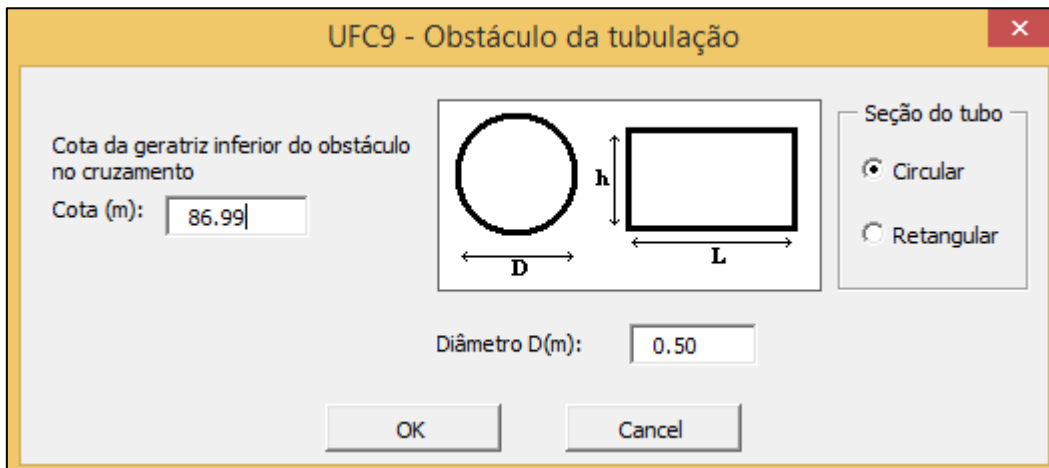 UFC9 - Obstáculo da tubulação
Cota da geratriz inferior do obstáculo
no cruzamento
Cota (m): 86.99
h
D
L
Seção do tubo
Circular
Retangular
Diâmetro D(m): 0.50
OK Cancel